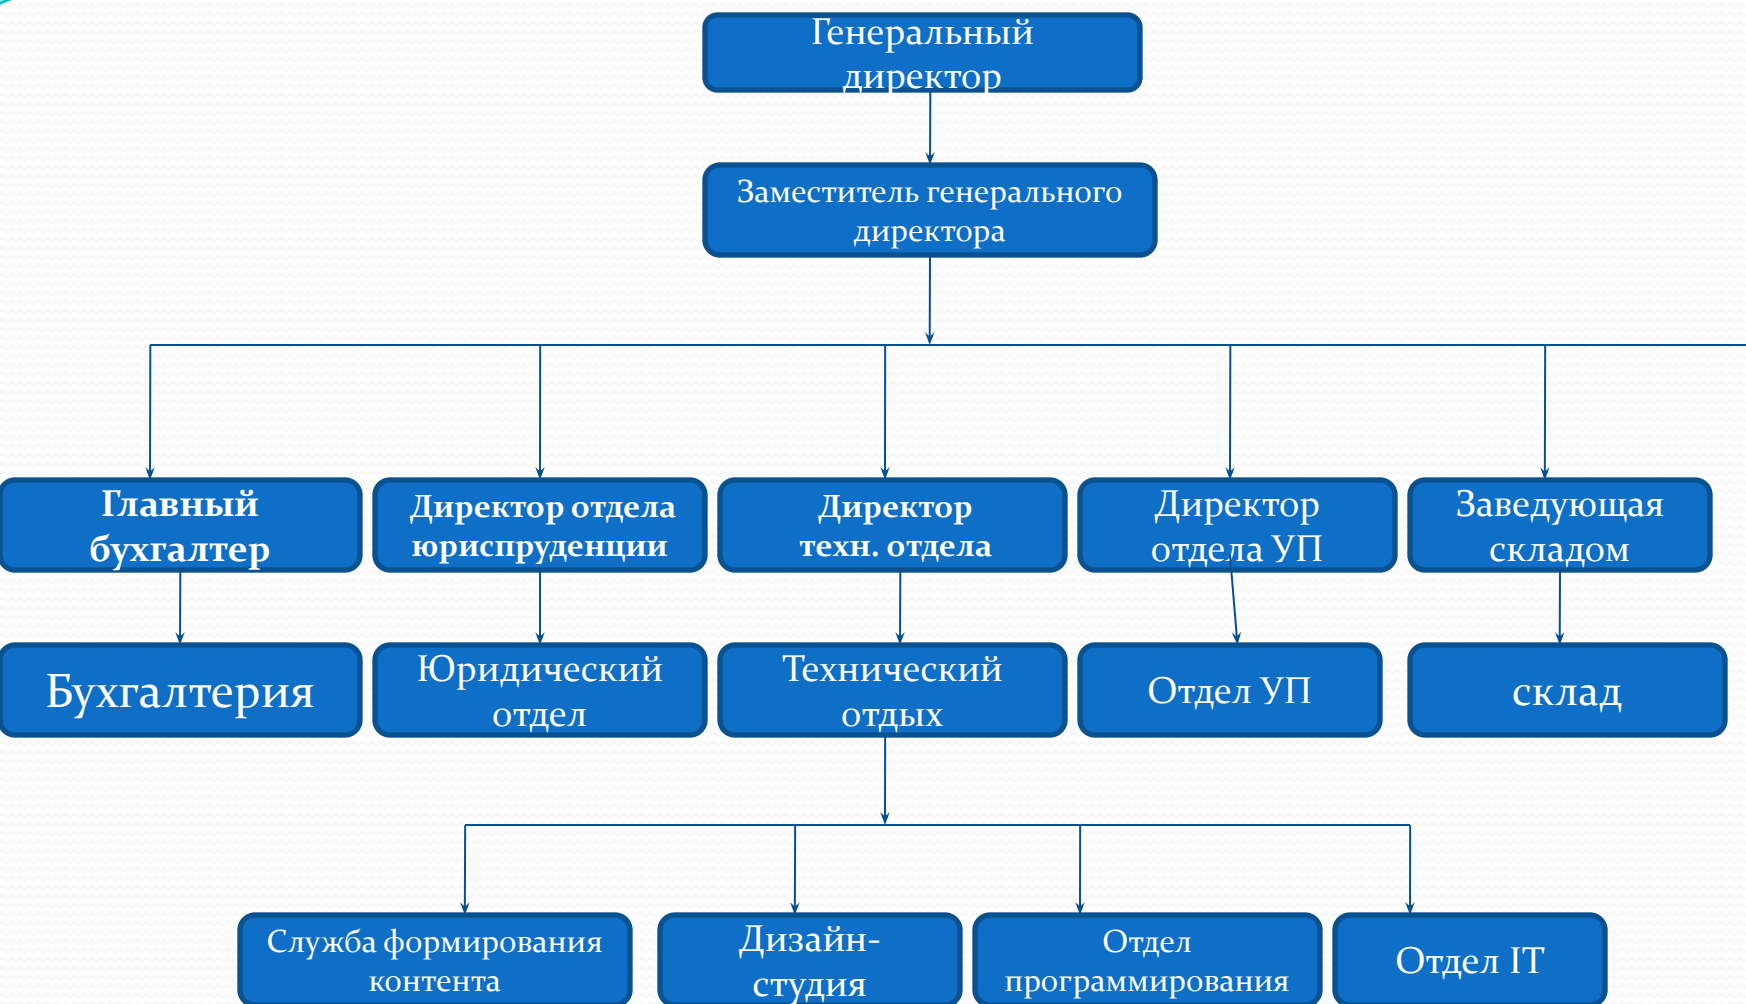 Генеральный
директор
Заместитель генерального
директора
Главный
бухгалтер
Директор отдела
юриспруденции
Директор
техн. отдела
Директор
отдела УП
Заведующая
складом
Бухгалтерия
Юридический
отдел
Технический
отдых
Отдел УП
склад
Служба формирования
контента
Дизайн-
студия
Отдел
программирования
Отдел IT